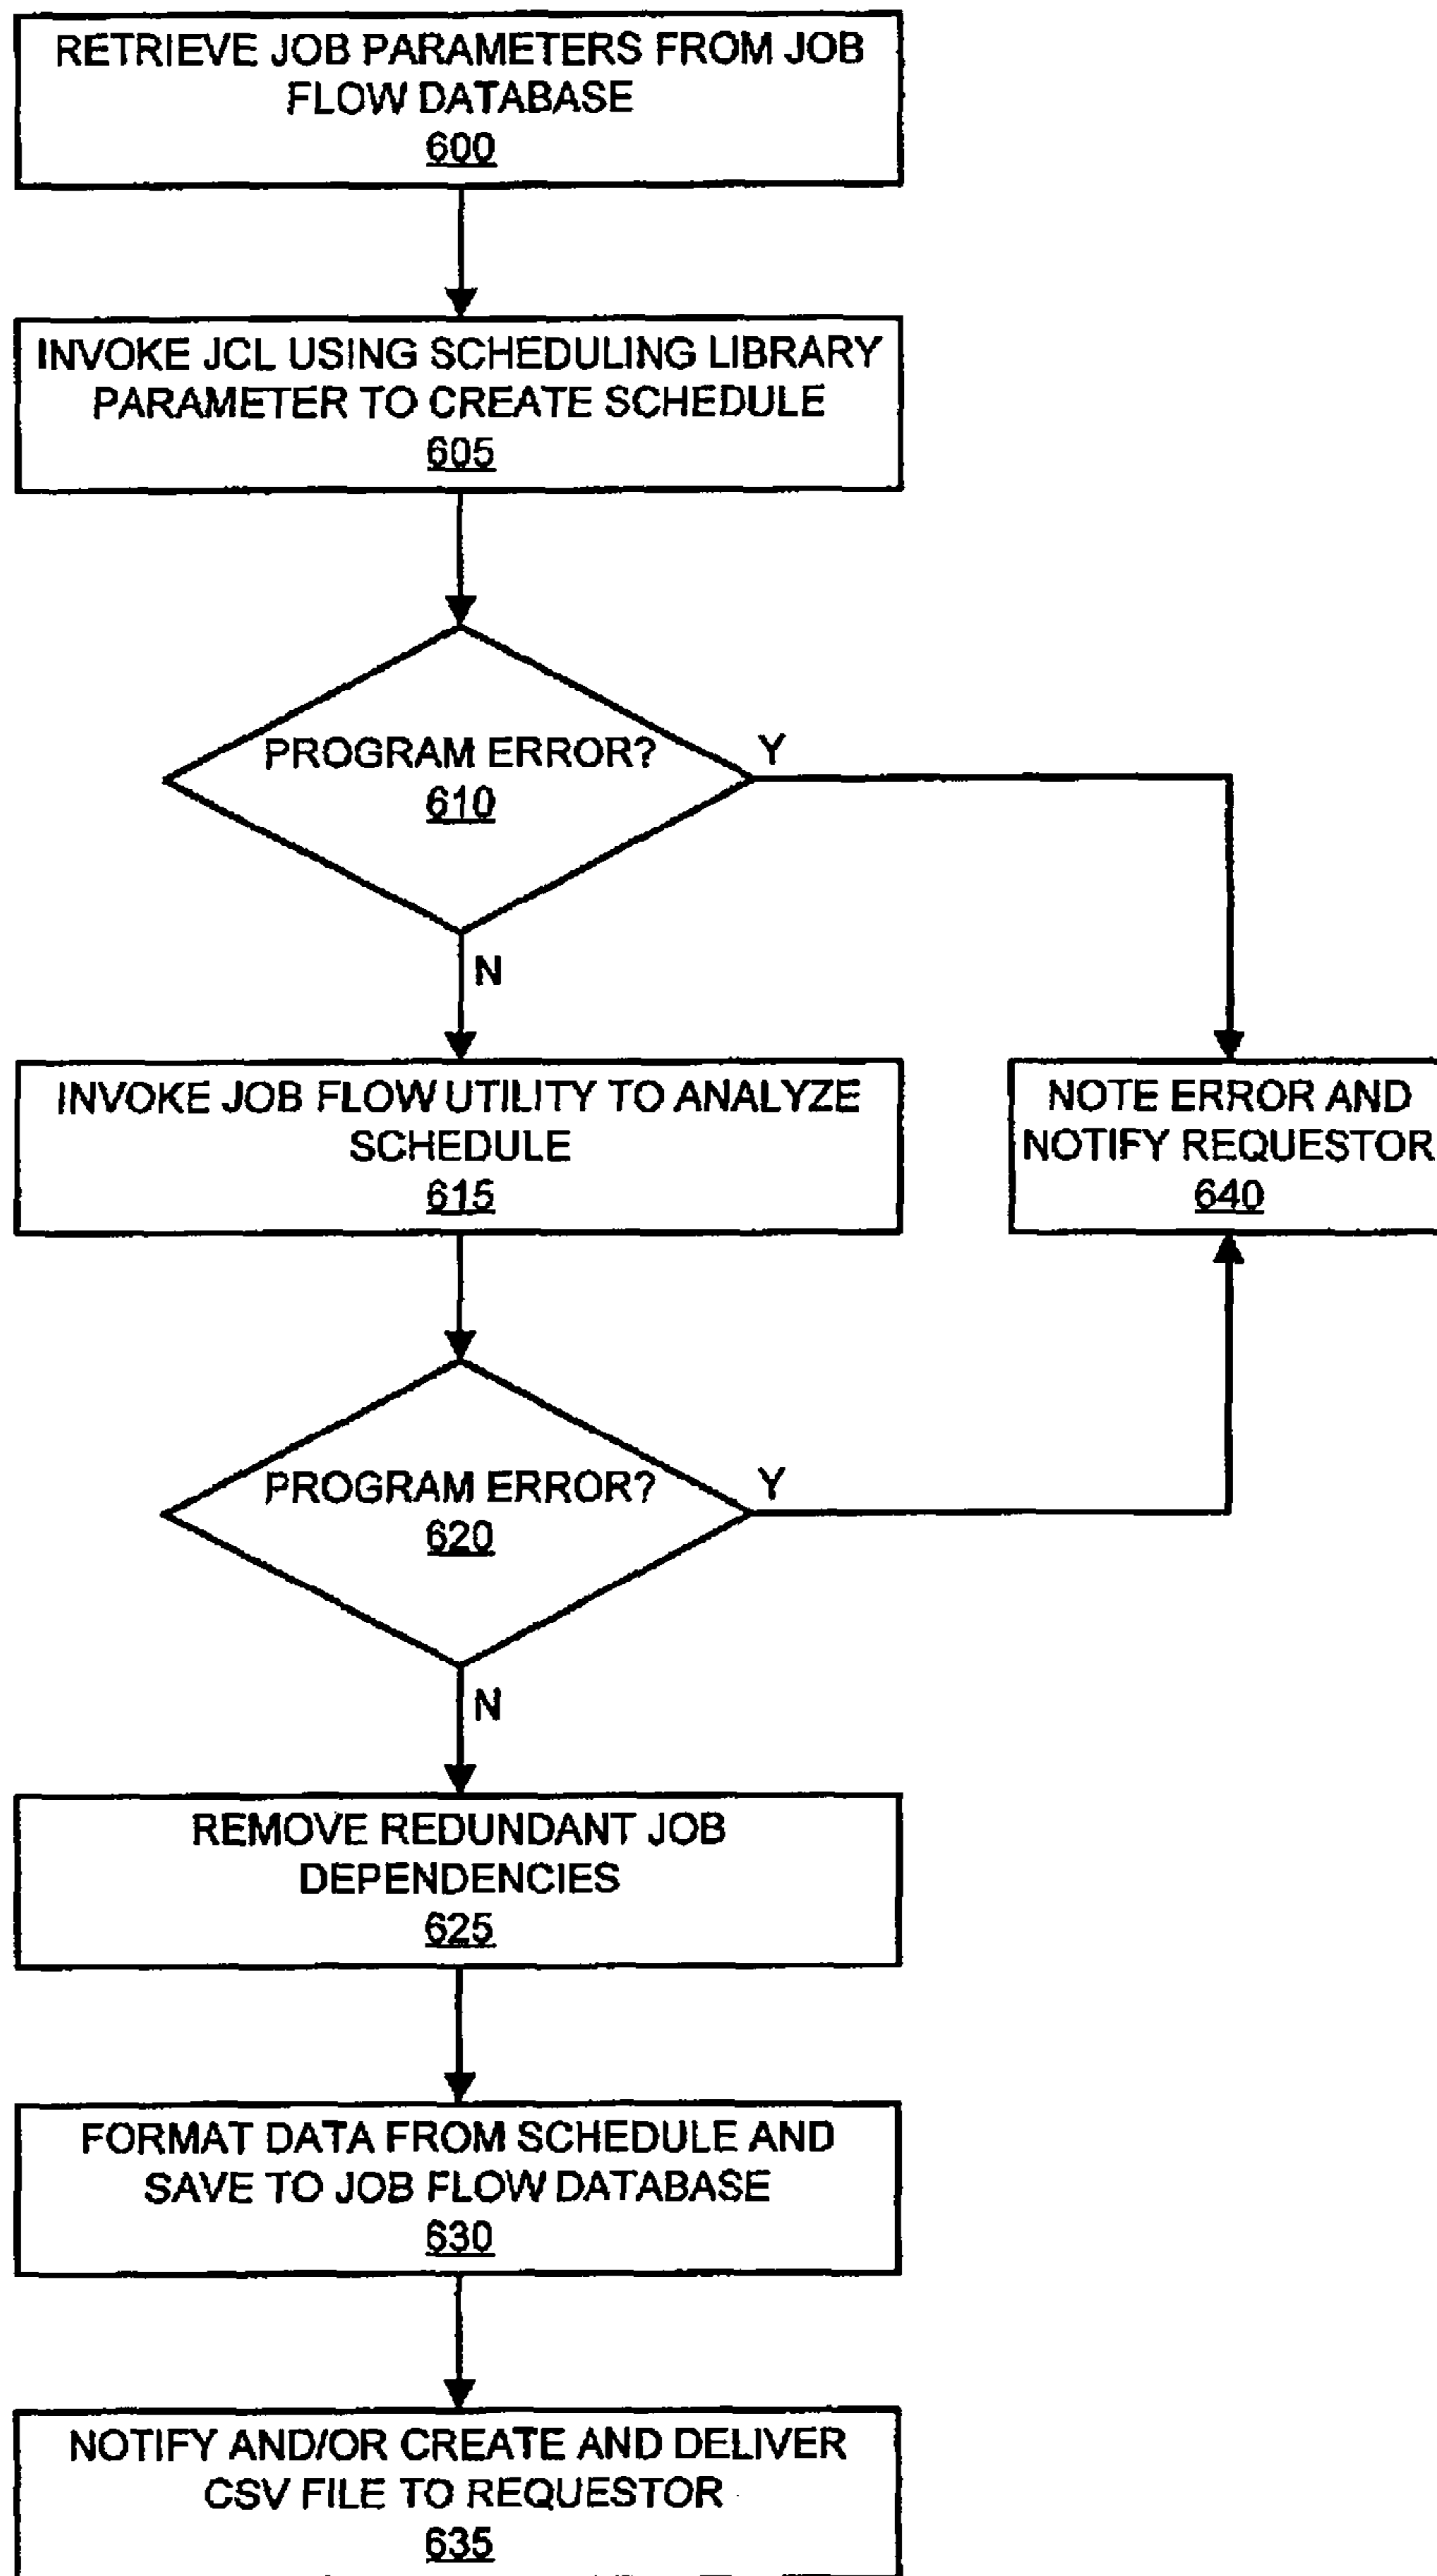 RETRIEVE JOB PARAMETERS FROM JOB
FLOW DATABASE
600
INVOKE JCL USING SCHEDULING LIBRARY
PARAMETER TO CREATE SCHEDULE
605
PROGRAM ERROR?
610
Y
N
INVOKE JOB FLOW UTILITY TO ANALYZE
SCHEDULE
615
NOTE ERROR AND
NOTIFY REQUESTOR
640
PROGRAM ERROR?
620
Y
N
REMOVE REDUNDANT JOB
DEPENDENCIES
625
FORMAT DATA FROM SCHEDULE AND
SAVE TO JOB FLOW DATABASE
630
NOTIFY AND/OR CREATE AND DELIVER
CSV FILE TO REQUESTOR
635